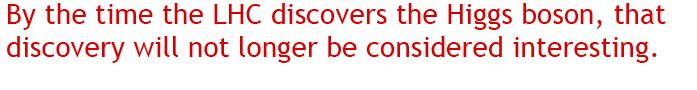 By the time the LHC discovers the Higgs boson, that
discovery will not longer be considered interesting.